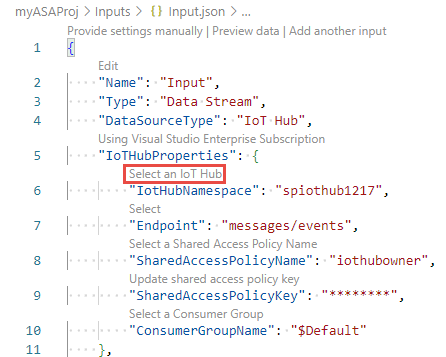 myASAProj > Inputs > Input.json > ...
Provide settings manually | Preview data | Add another input
1 {
Edit
2 "Name": "Input",
3 "Type": "Data Stream",
4 "DataSourceType": "IoT Hub",
Using Visual Studio Enterprise Subscription
5 "IoTHubProperties": {
Select an IoT Hub
6 "IotHubNamespace": "spiothub1217",
Select
7 "Endpoint": "messages/events",
Select a Shared Access Policy Name
8 "SharedAccessPolicyName": "iothubowner",
Update shared access policy key
9 "SharedAccessPolicyKey": "********",
Select a Consumer Group
10 "ConsumerGroupName": "$Default"
11 },